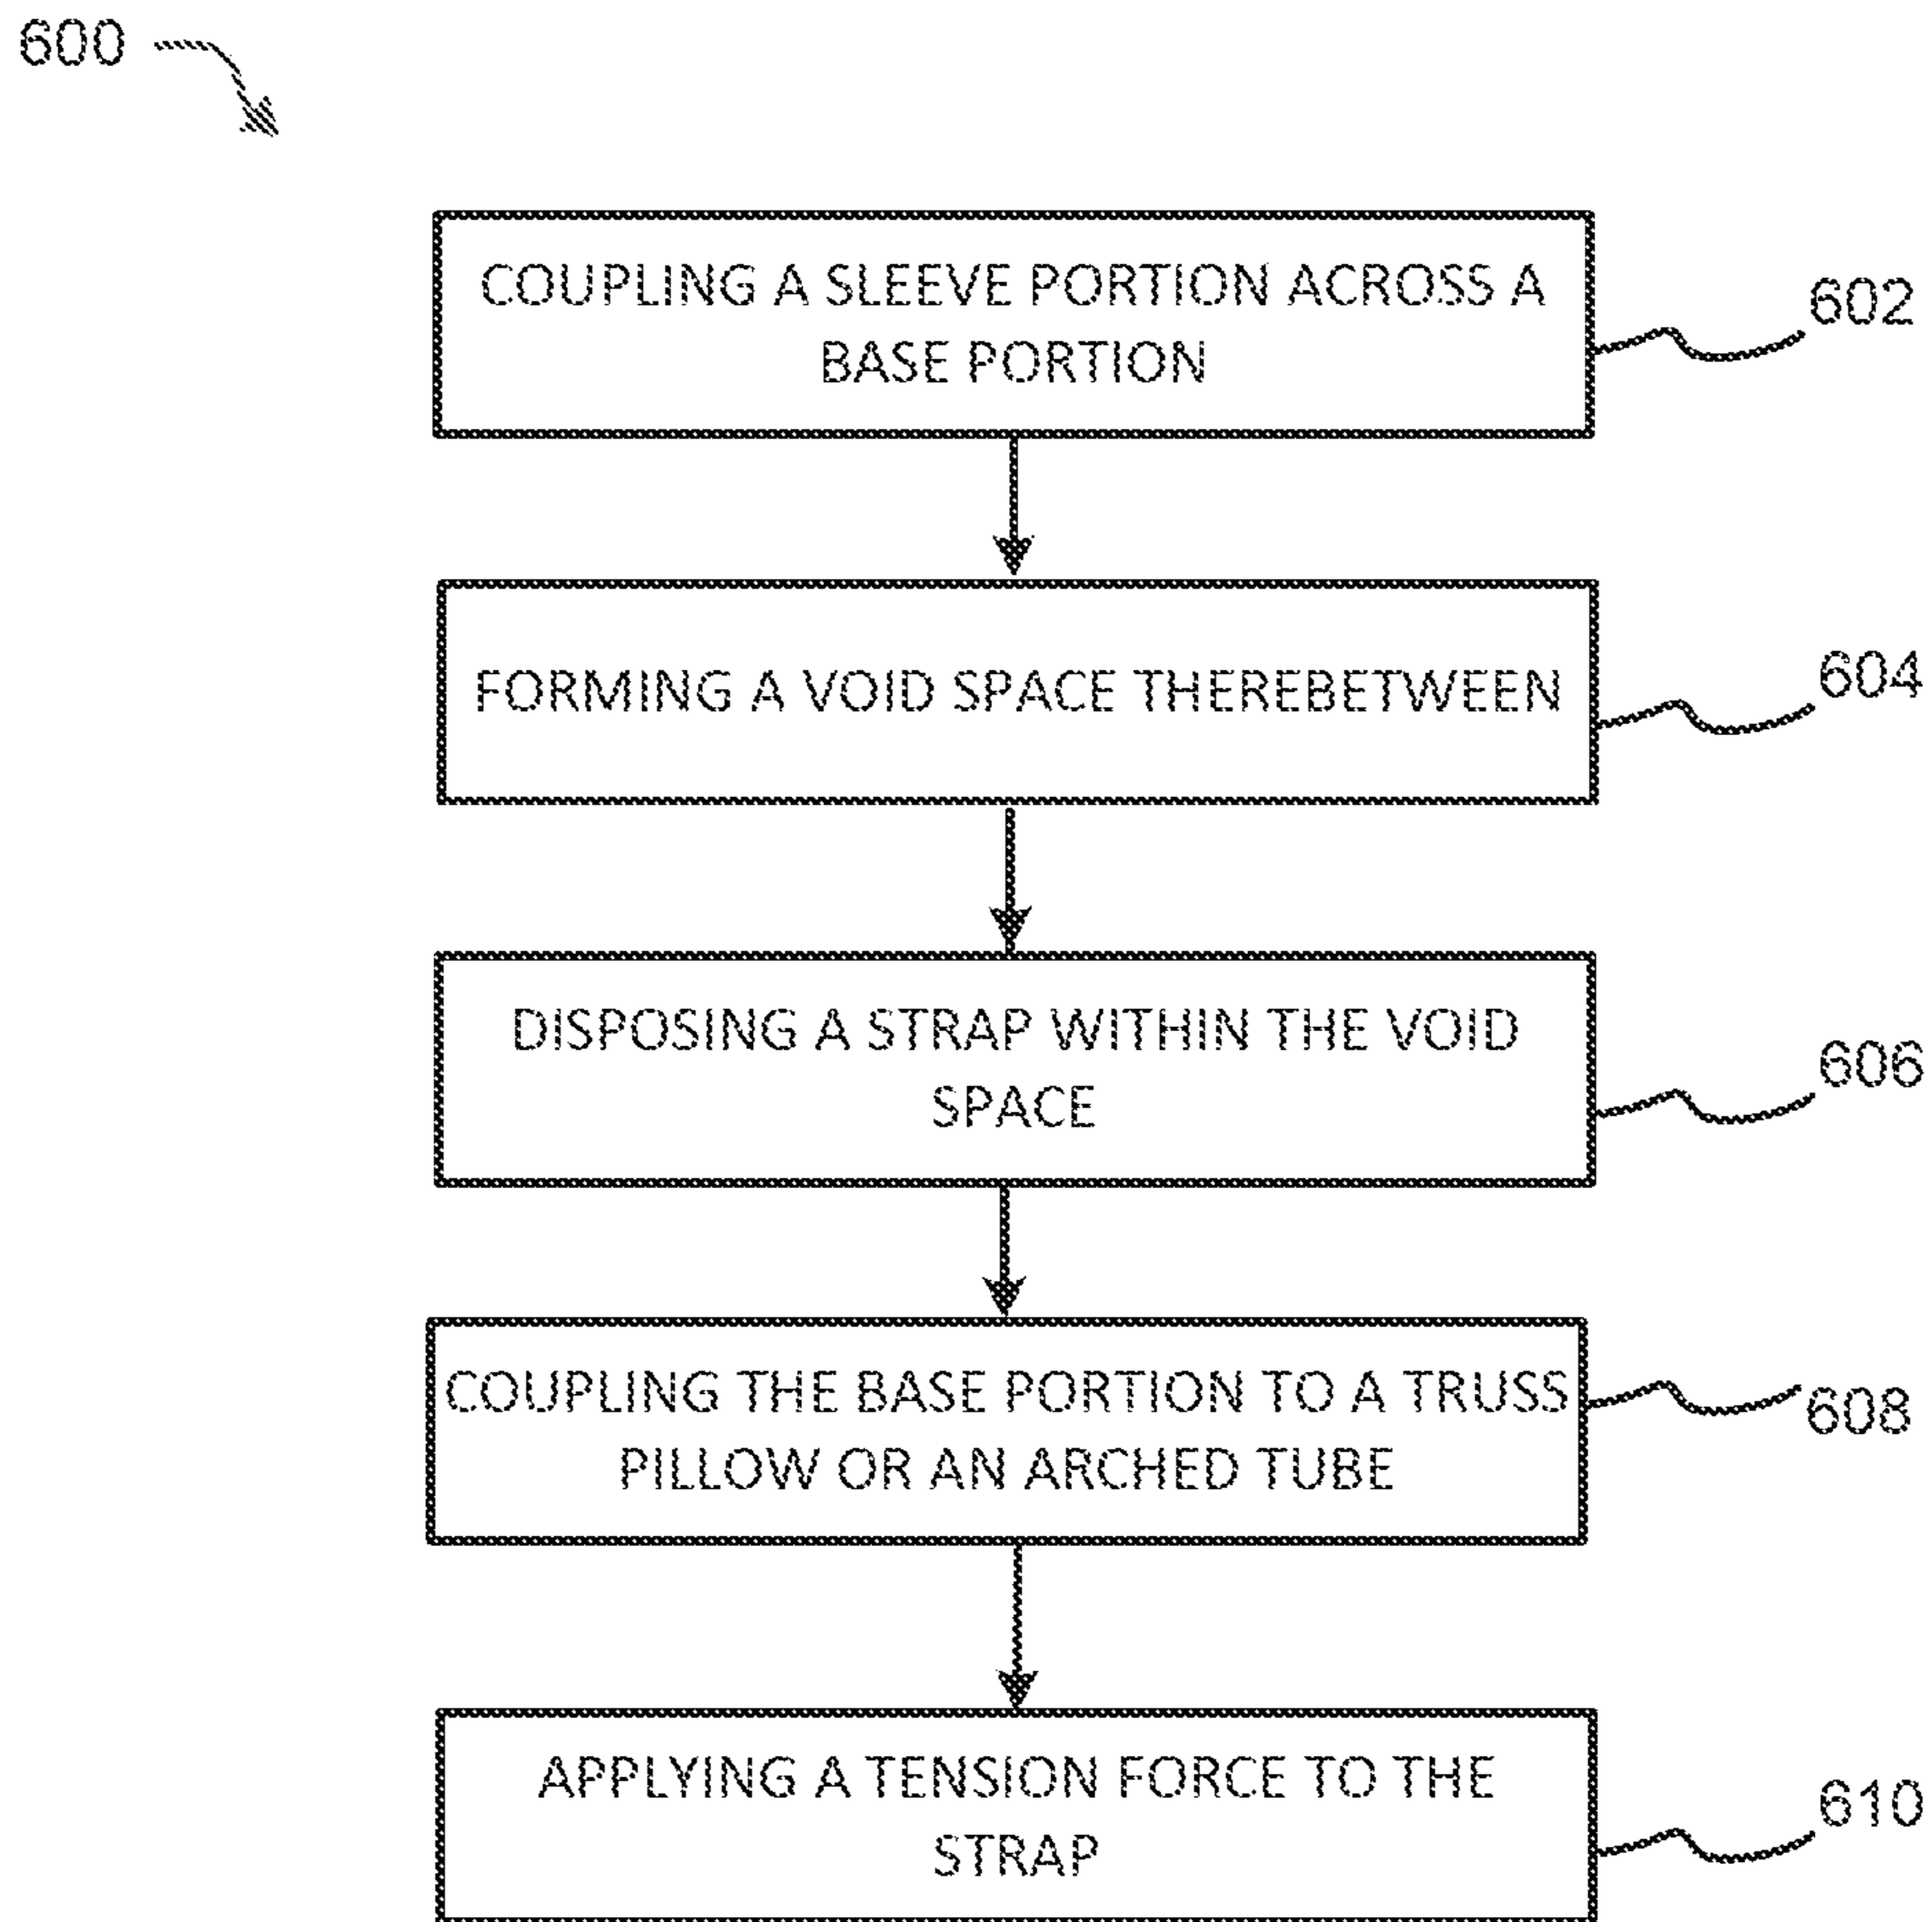 600
COUPLING A SLEEVE PORTION ACROSS A
BASE PORTION
602
FORMING A VOID SPACE THEREBETWEEN
604
DISPOSING A STRAP WITHIN THE VOID
SPACE
606
COUPLING THE BASE PORTION TO A TRUSS
PILLOW OR AN ARCHED TUBE
608
APPLYING A TENSION FORCE TO THE
STRAP
610